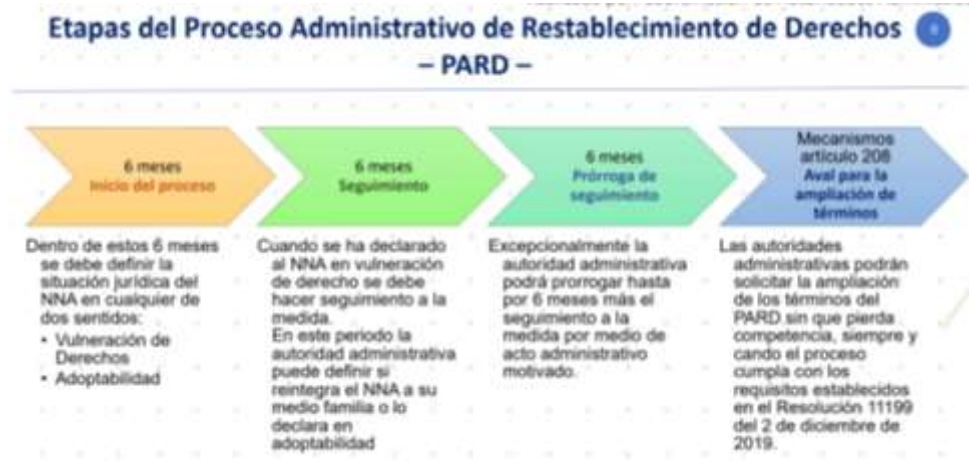 Etapas del Proceso Administrativo de Restablecimiento de Derechos
– PARD –
6 meses
Inicio del proceso
6 meses
Seguimiento
6 meses
Prórroga de
seguimiento
Mecanismos
artículo 208
Aval para la
ampliación de
términos
Dentro de estos 6 meses
se debe definir la
situación jurídica del
NNA en cualquier de
dos sentidos:
• Vulneración de
Derechos
• Adoptabilidad
Cuando se ha declarado
al NNA en vulneración
de derecho se debe
hacer seguimiento a la
medida.
En este periodo la
autoridad administrativa
puede definir si
reintegra el NNA a su
medio familia o lo
declara en
adoptabilidad
Excepcionalmente la
autoridad administrativa
podrá prorrogar hasta
por 6 meses más el
seguimiento a la
medida por medio de
acto administrativo
motivado.
Las autoridades
administrativas podrán
solicitar la ampliación
de los términos del
PARD sin que pierda
competencia, siempre y
cando el proceso
cumpla con los
requisitos establecidos
en el Resolución 11199
del 2 de diciembre de
2019.